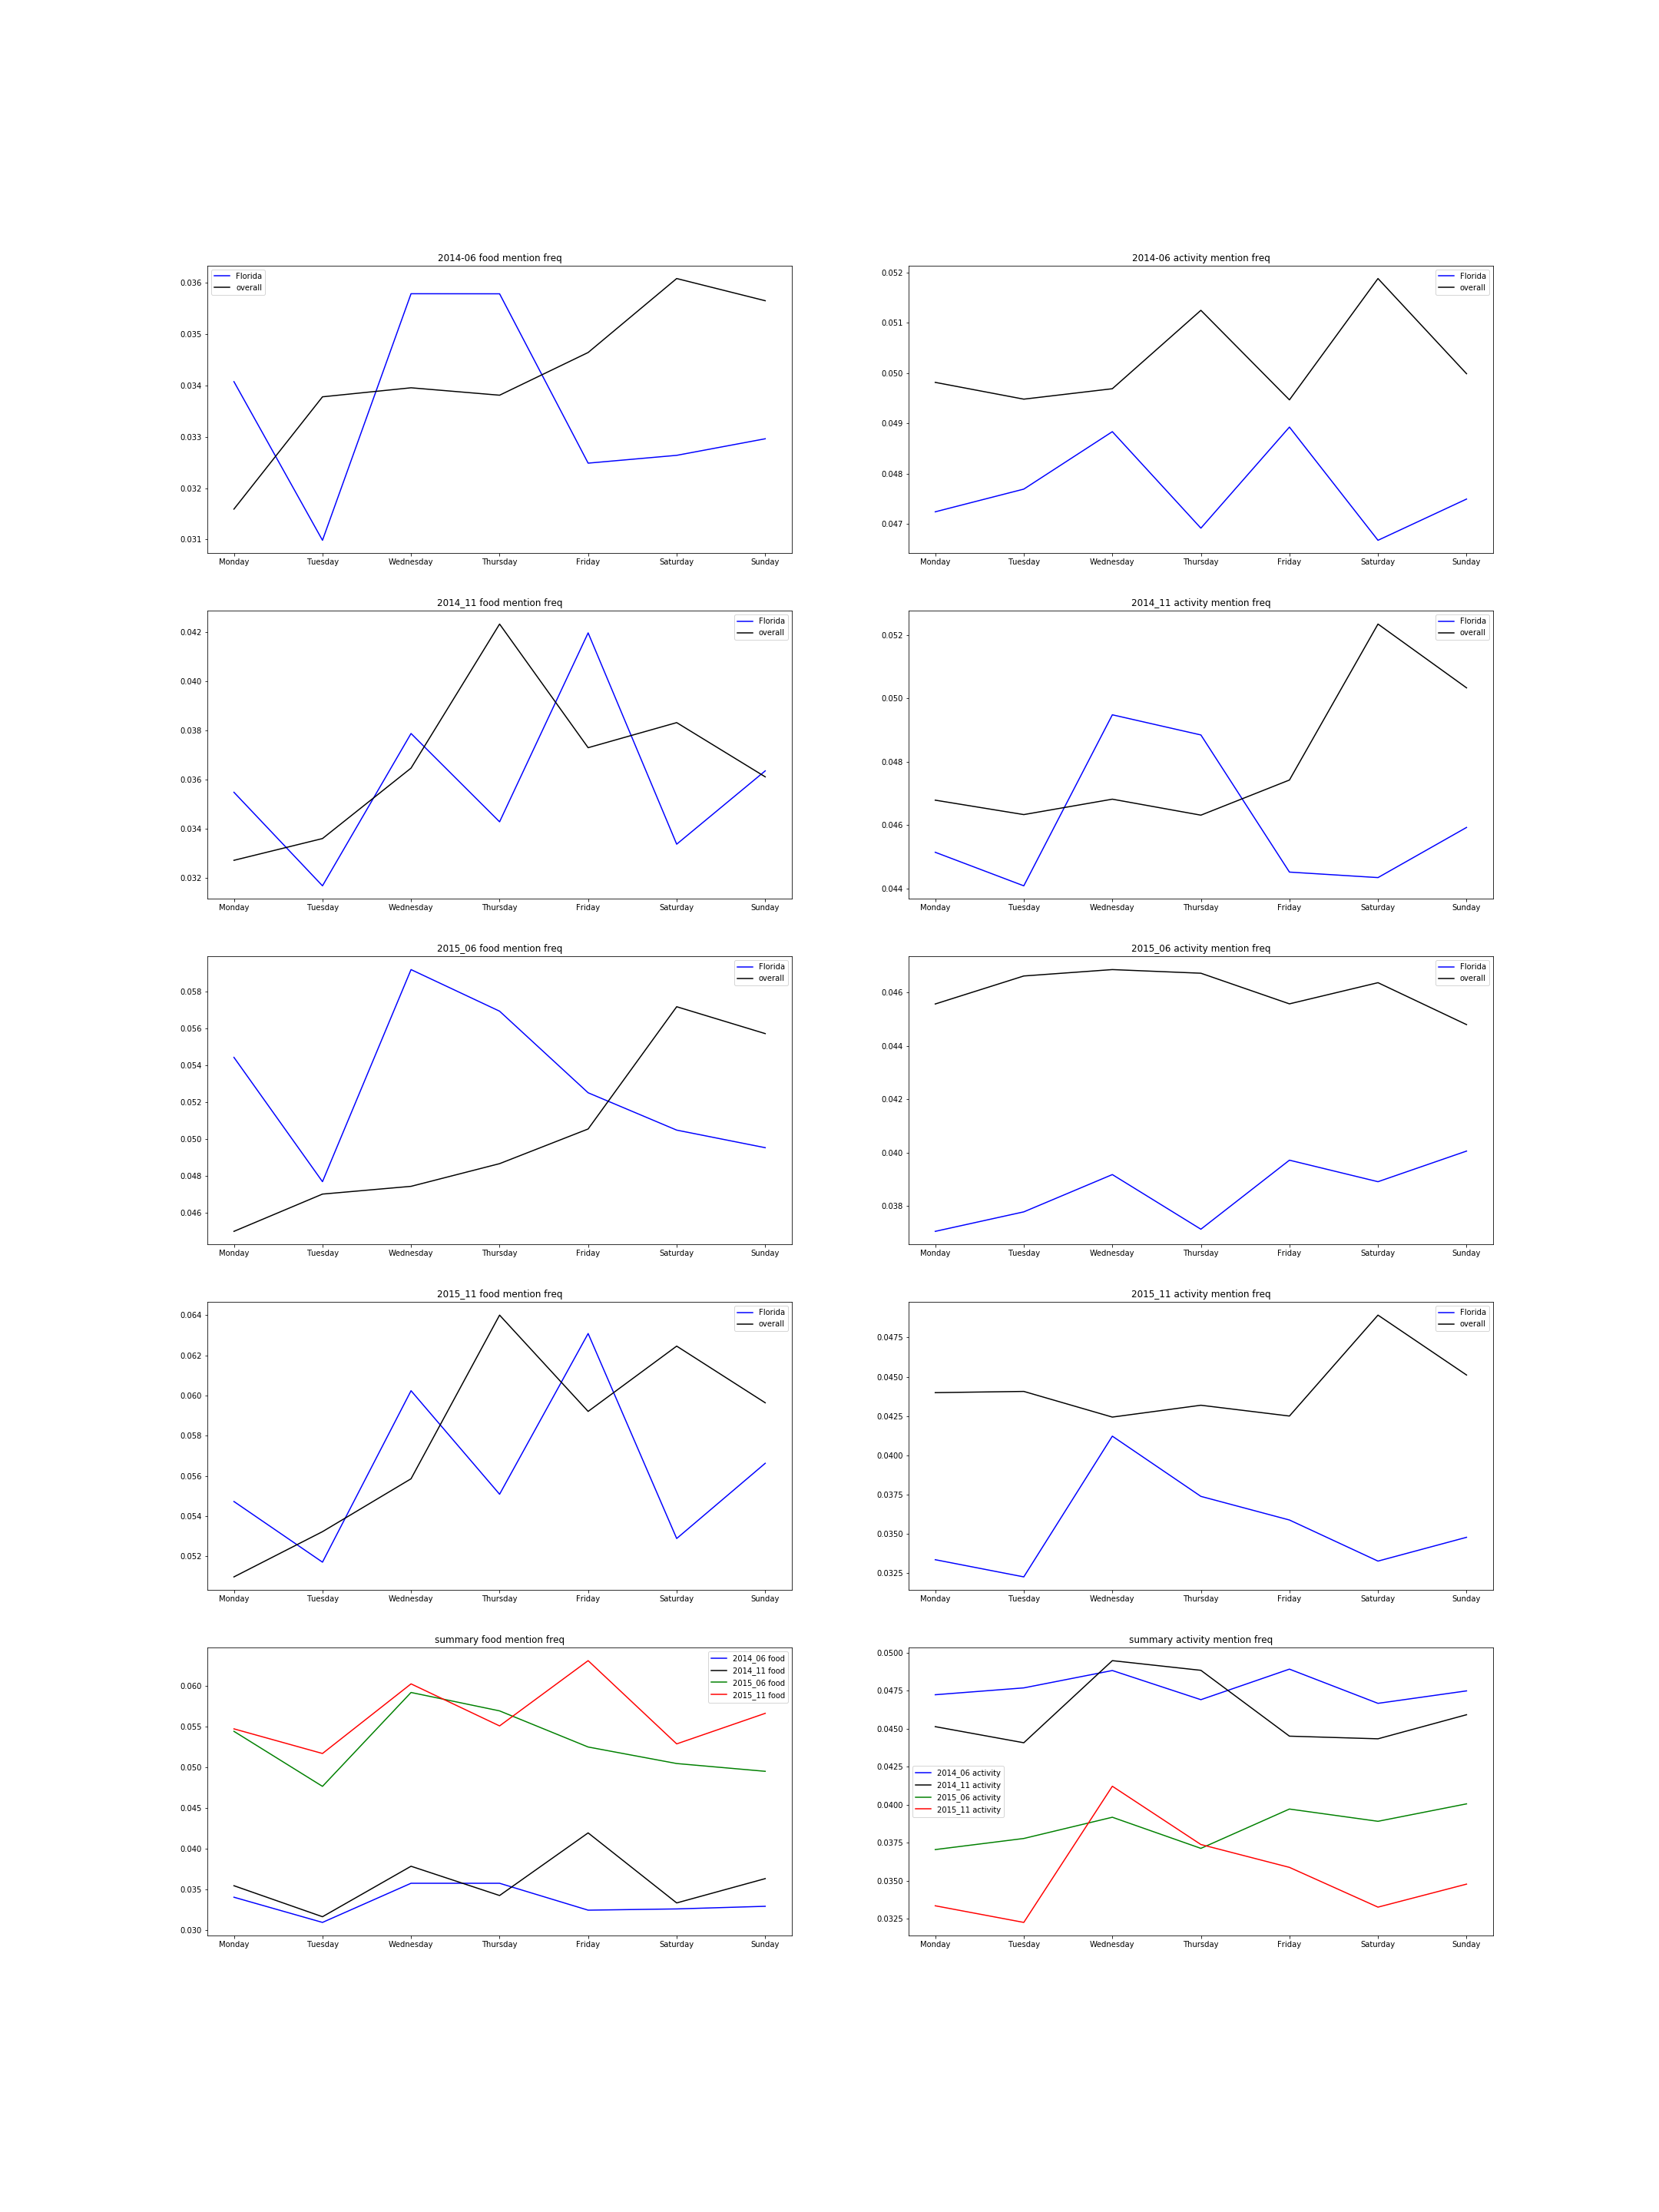 2014-06 food mention freq
Florida
overall
0.036
0.035
0.034
0.033
0.032
0.031
Monday Tuesday Wednesday Thursday Friday Saturday Sunday
2014-06 activity mention freq
Florida
overall
0.052
0.051
0.050
0.049
0.048
0.047
Monday Tuesday Wednesday Thursday Friday Saturday Sunday
2014_11 food mention freq
Florida
overall
0.042
0.040
0.038
0.036
0.034
0.032
Monday Tuesday Wednesday Thursday Friday Saturday Sunday
2014_11 activity mention freq
Florida
overall
0.052
0.050
0.048
0.046
0.044
Monday Tuesday Wednesday Thursday Friday Saturday Sunday
2015_06 food mention freq
Florida
overall
0.058
0.056
0.054
0.052
0.050
0.048
0.046
Monday Tuesday Wednesday Thursday Friday Saturday Sunday
2015_06 activity mention freq
Florida
overall
0.046
0.044
0.042
0.040
0.038
Monday Tuesday Wednesday Thursday Friday Saturday Sunday
2015_11 food mention freq
Florida
overall
0.064
0.062
0.060
0.058
0.056
0.054
0.052
Monday Tuesday Wednesday Thursday Friday Saturday Sunday
2015_11 activity mention freq
Florida
overall
0.0475
0.0450
0.0425
0.0400
0.0375
0.0350
0.0325
Monday Tuesday Wednesday Thursday Friday Saturday Sunday
summary food mention freq
2014_06 food
2014_11 food
2015_06 food
2015_11 food
0.060
0.055
0.050
0.045
0.040
0.035
0.030
Monday Tuesday Wednesday Thursday Friday Saturday Sunday
summary activity mention freq
0.0500
0.0475
0.0450
0.0425
0.0400
0.0375
0.0350
0.0325
2014_06 activity
2014_11 activity
2015_06 activity
2015_11 activity
Monday Tuesday Wednesday Thursday Friday Saturday Sunday